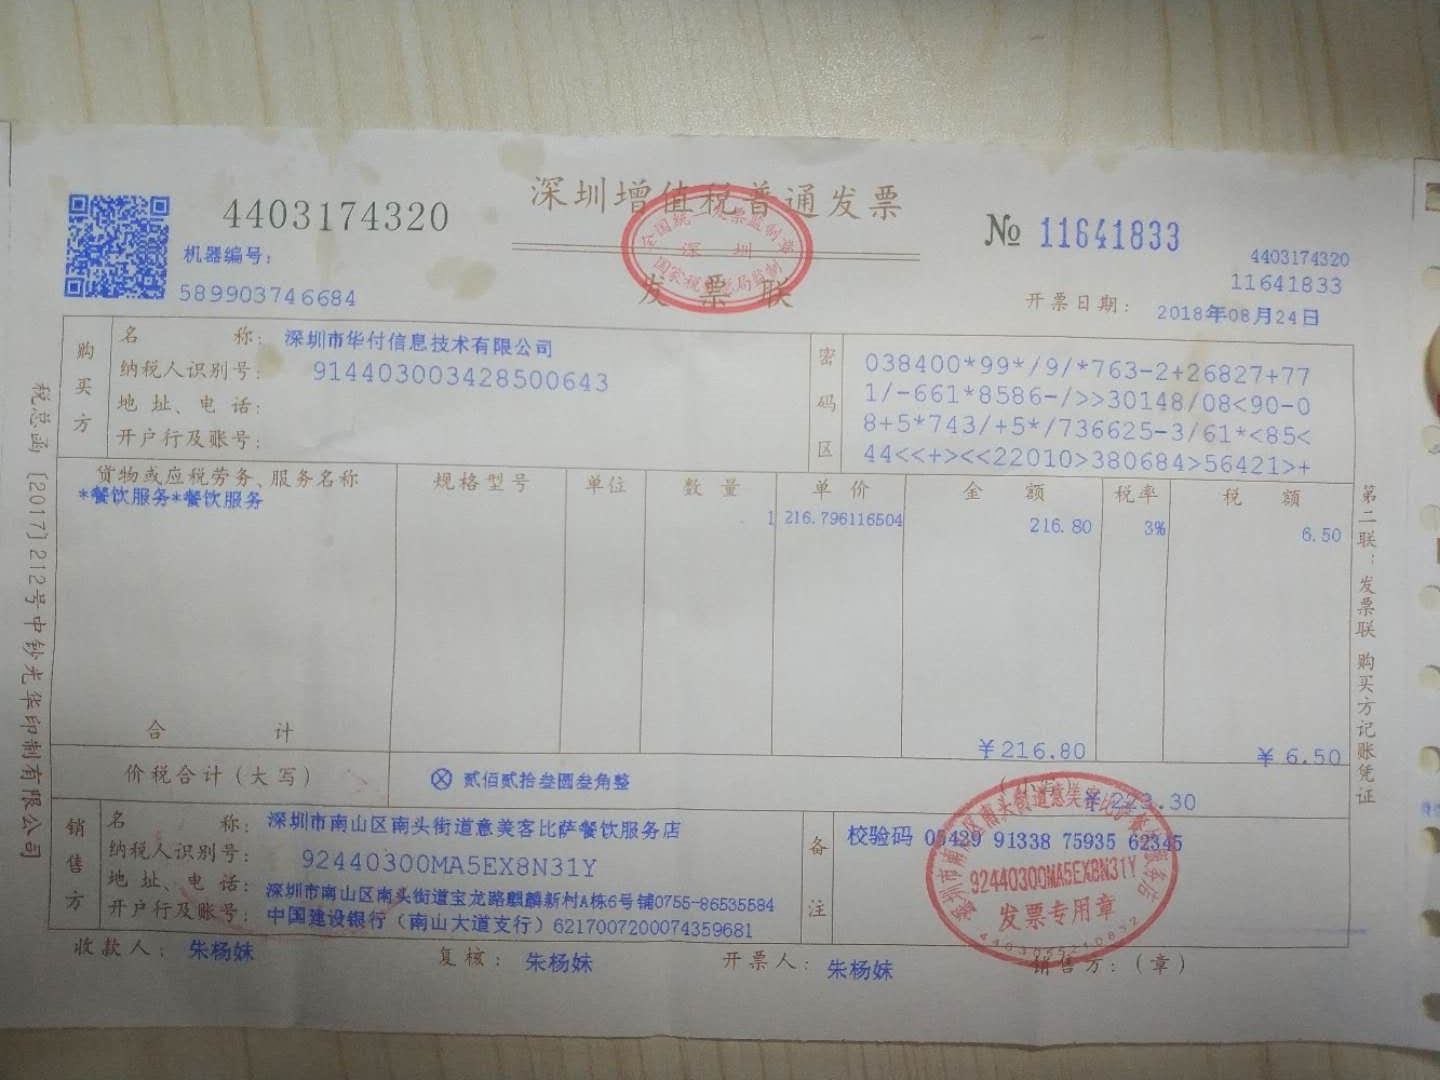 深圳增值税普通发票
发票联
4403174320
机器编号:
589903746684
全国统一发票监制章
深圳
国家税务总局监制
№ 11641833
4403174320
11641833
开票日期: 2018年08月24日
购买方
名 称: 深圳市华付信息技术有限公司
纳税人识别号: 914403003428500643
地 址、电 话:
开户行及账号:
密码区
038400*99*/9/*763-2+26827+77
1/-661*8586-/>>30148/08<90-0
8+5*743/+5*/736625-3/61*<85<
44<<+><<22010>380684>56421>+
货物或应税劳务、服务名称 规格型号 单位 数 量 单 价 金 额 税率 税 额
*餐饮服务*餐饮服务 1 216.796116504 216.80 3% 6.50
合 计 ¥216.80 ¥6.50
价税合计(大写) ⊗ 贰佰贰拾叁圆叁角整 (小写) ¥223.30
销售方
名 称: 深圳市南山区南头街道意美客比萨餐饮服务店
纳税人识别号: 92440300MA5EX8N31Y
地 址、电 话: 深圳市南山区南头街道宝龙路麒麟新村A栋6号铺0755-86535584
开户行及账号: 中国建设银行(南山大道支行)6217007200074359681
备注
校验码 05429 91338 75935 62345
深圳市南山区南头街道意美客比萨餐饮服务店
92440300MA5EX8N31Y
发票专用章
收款人: 朱杨妹 复核: 朱杨妹 开票人: 朱杨妹 销售方:(章)
税总函〔2017〕212号中钞光华印制有限公司
第二联:发票联 购买方记账凭证